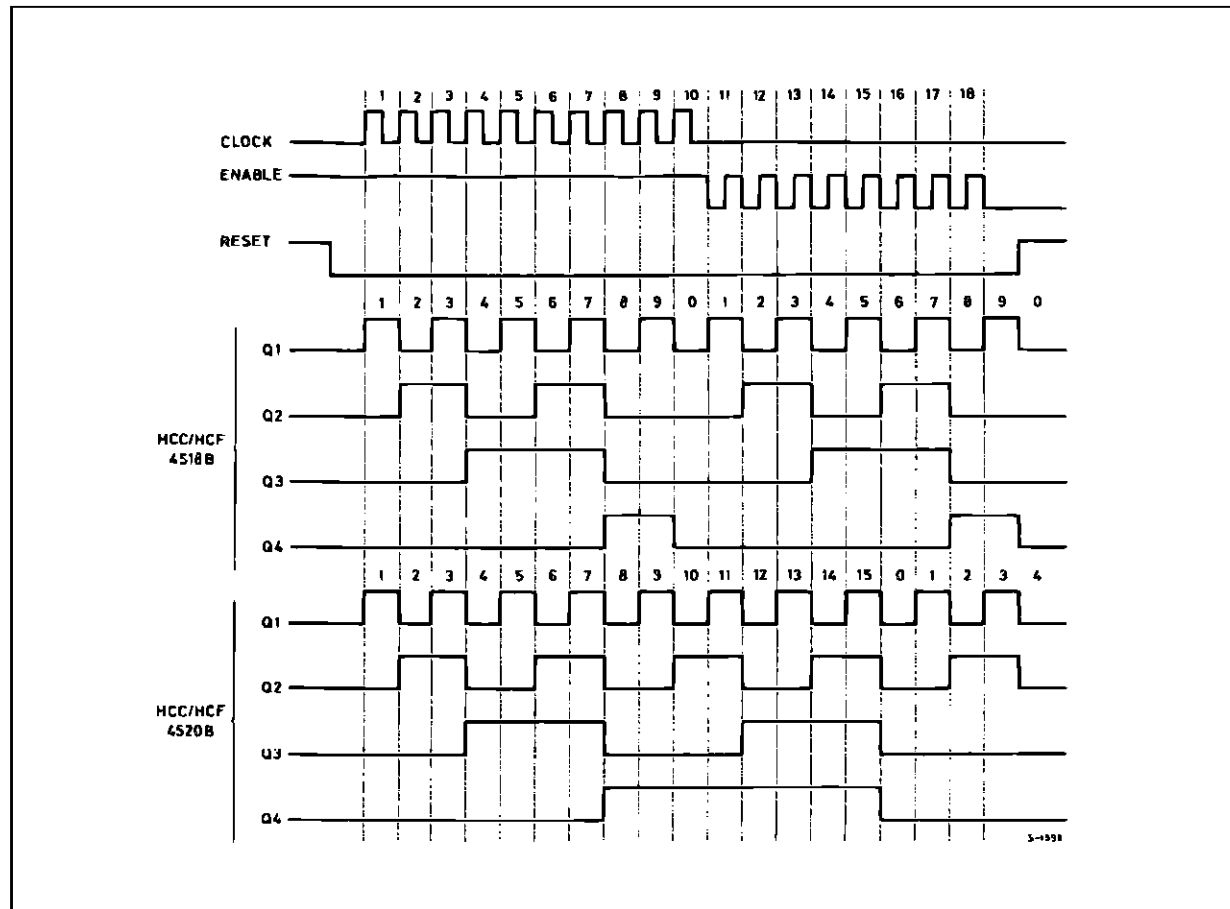 1 2 3 4 5 6 7 8 9 10 11 12 13 14 15 16 17 18
CLOCK
ENABLE
RESET
1 2 3 4 5 6 7 8 9 0 1 2 3 4 5 6 7 8 9 0
Q1
Q2
HCC/HCF
4518B
Q3
Q4
1 2 3 4 5 6 7 8 9 10 11 12 13 14 15 0 1 2 3 4
Q1
Q2
HCC/HCF
4520B
Q3
Q4